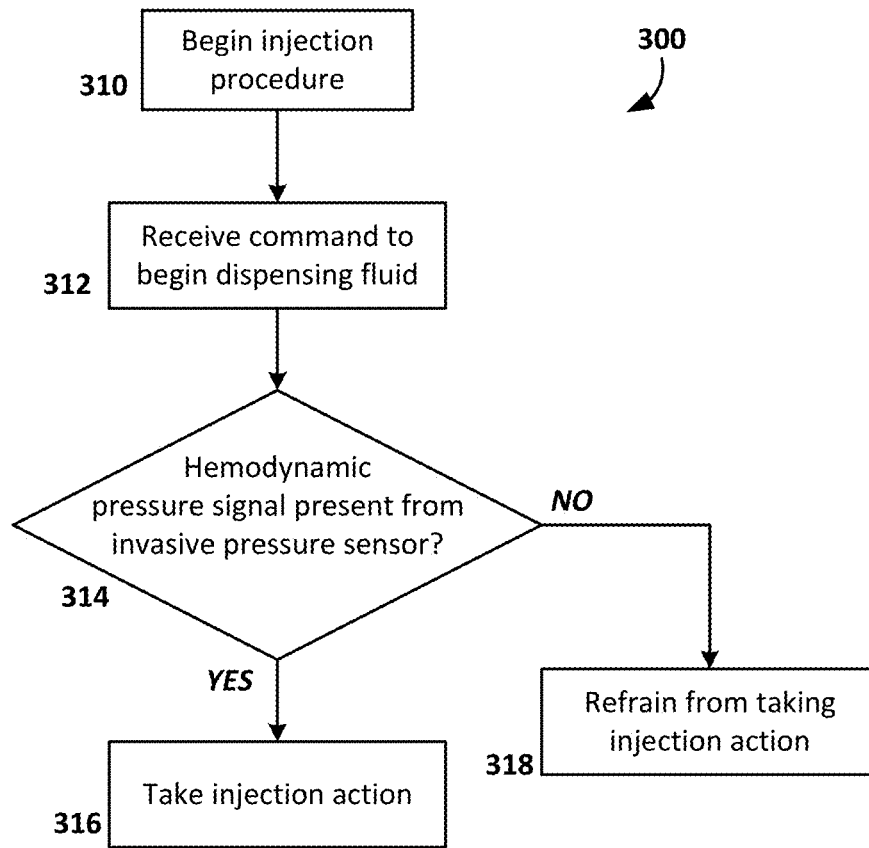 Begin injection
procedure
300
310
Receive command to
begin dispensing fluid
312
Hemodynamic
pressure signal present from
invasive pressure sensor?
NO
314
YES
Refrain from taking
injection action
318
Take injection action
316